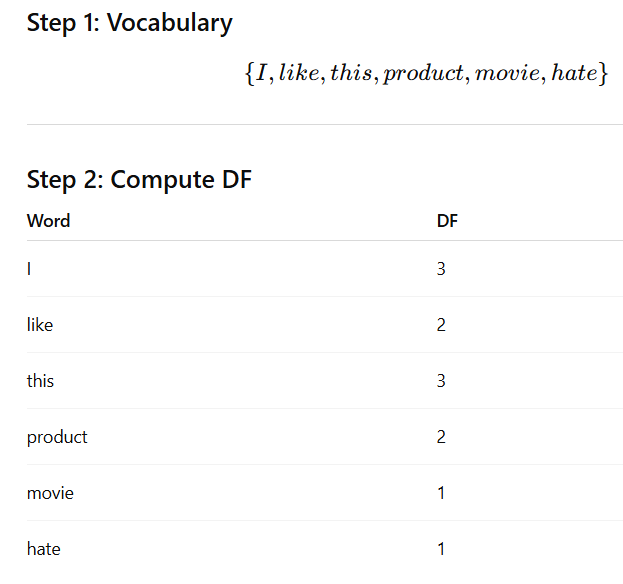 Step 1: Vocabulary
{I, like, this, product, movie, hate}
Step 2: Compute DF
Word DF
I 3
like 2
this 3
product 2
movie 1
hate 1